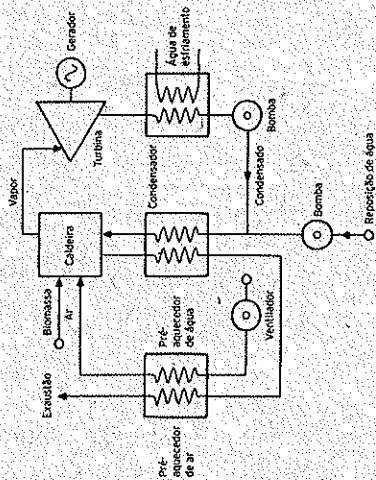 Gerador
Água de
esfriamento
Turbina
Bomba
Vapor
Condensador
Condensado
Bomba
Reposição de água
Caldeira
Biomassa
Ar
Pré-
aquecedor
de água
Ventilador
Exaustão
Pré-
aquecedor
de ar